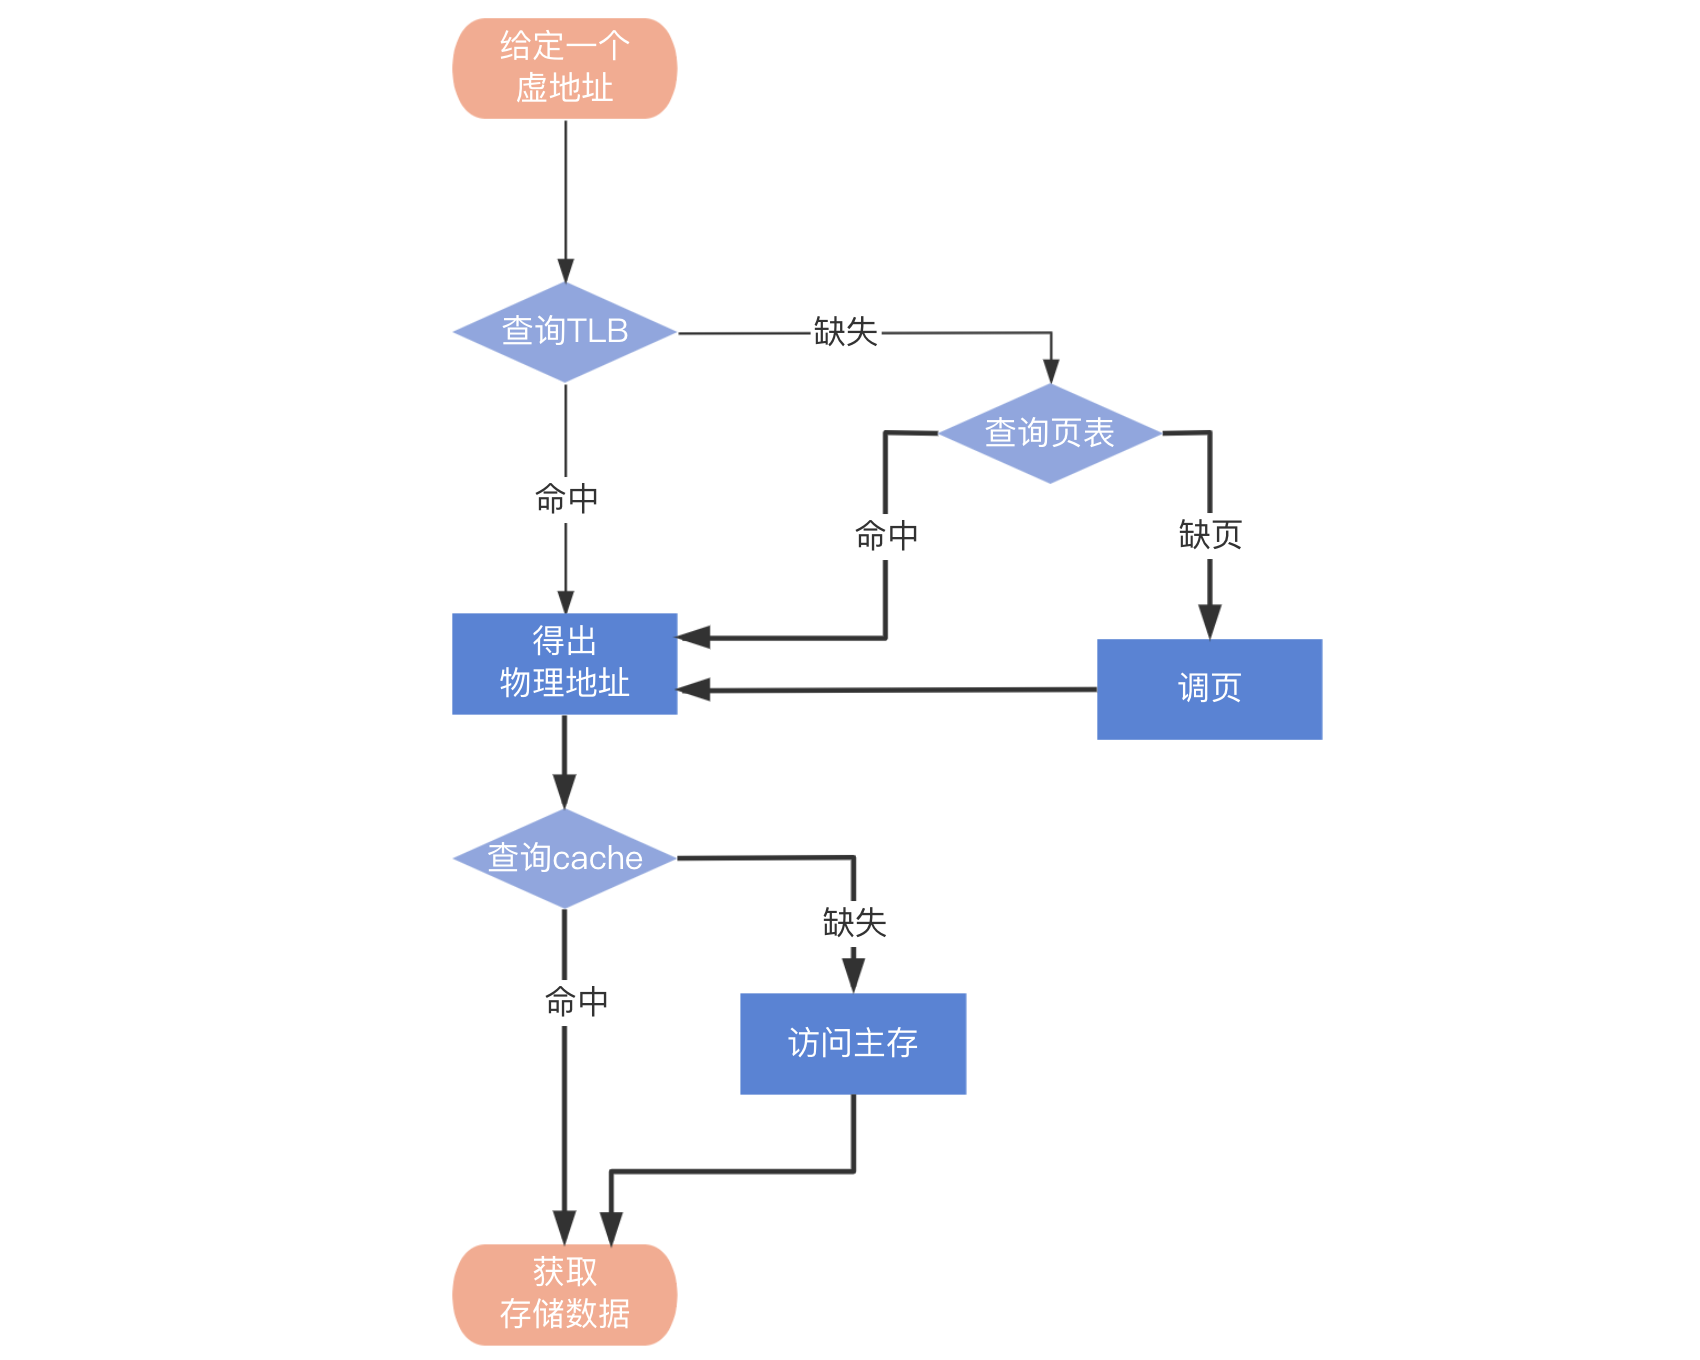 给定一个
虚地址
查询TLB
缺失
查询页表
命中
命中
缺页
得出
物理地址
调页
查询cache
缺失
命中
访问主存
获取
存储数据